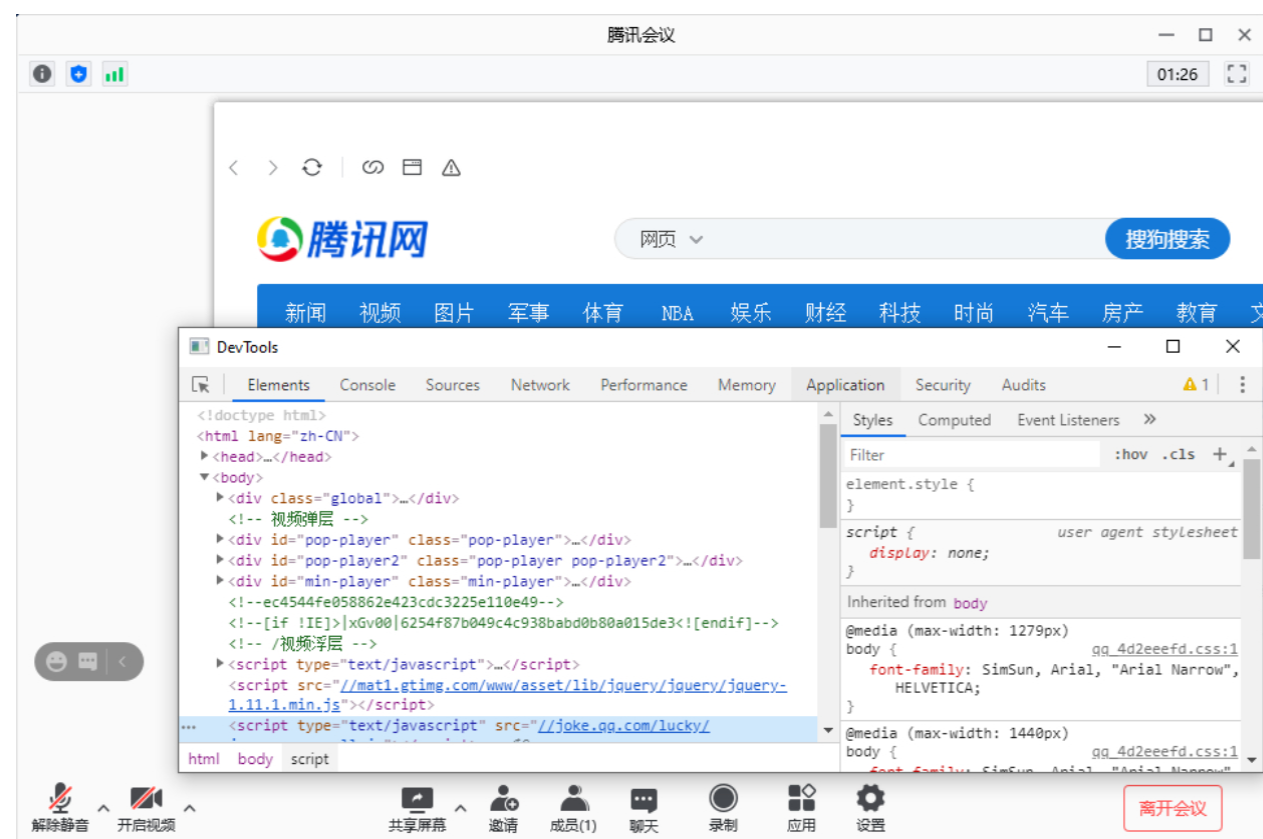 腾讯会议
01:26
腾讯网
网页
搜狗搜索
新闻 视频 图片 军事 体育 NBA 娱乐 财经 科技 时尚 汽车 房产 教育
DevTools
Elements Console Sources Network Performance Memory Application Security Audits 1
<!doctype html>
<html lang="zh-CN">
<head>…</head>
<body>
<div class="global">…</div>
<!-- 视频弹层 -->
<div id="pop-player" class="pop-player">…</div>
<div id="pop-player2" class="pop-player pop-player2">…</div>
<div id="min-player" class="min-player">…</div>
<!--ec4544fe058862e423cdc3225e110e49-->
<!--[if !IE]>|xGv00|6254f87b049c4c938babd0b80a015de3<![endif]-->
<!-- /视频浮层 -->
<script type="text/javascript">…</script>
<script src="//mat1.gtimg.com/www/asset/lib/jquery/jquery/jquery-
1.11.1.min.js"></script>
<script type="text/javascript" src="//joke.qq.com/lucky/
html body script
Styles Computed Event Listeners »
Filter :hov .cls +
element.style {
}
script { user agent stylesheet
display: none;
}
Inherited from body
@media (max-width: 1279px)
body { qq_4d2eeefd.css:1
font-family: SimSun, Arial, "Arial Narrow",
HELVETICA;
}
@media (max-width: 1440px)
body { qq_4d2eeefd.css:1
font-family: SimSun, Arial, "Arial Narrow"
解除静音 开启视频 共享屏幕 邀请 成员(1) 聊天 录制 应用 设置 离开会议